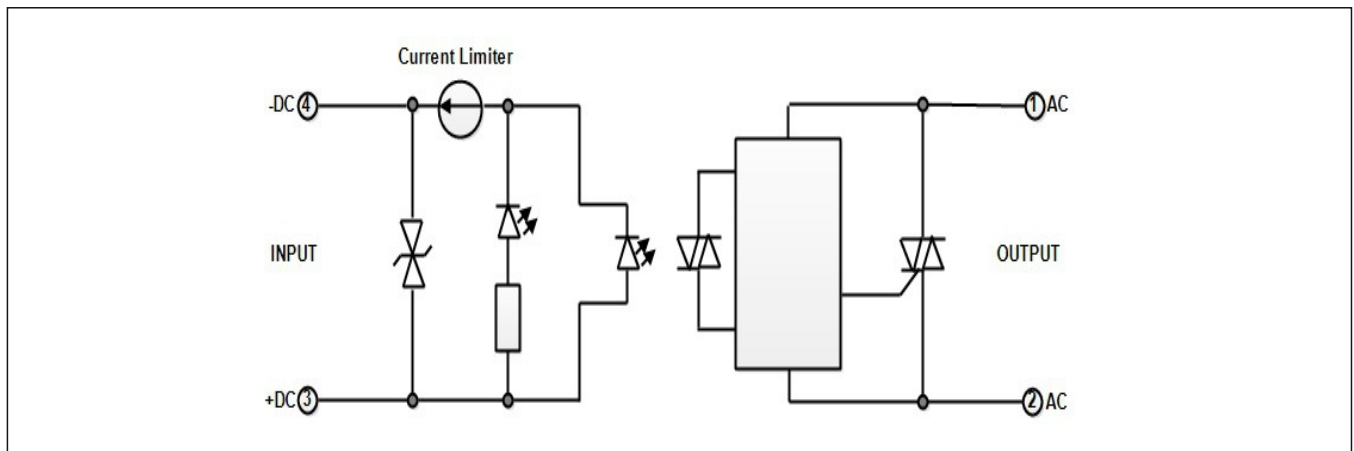 Current Limiter
-DC 4
1 AC
INPUT
OUTPUT
+DC 3
2 AC